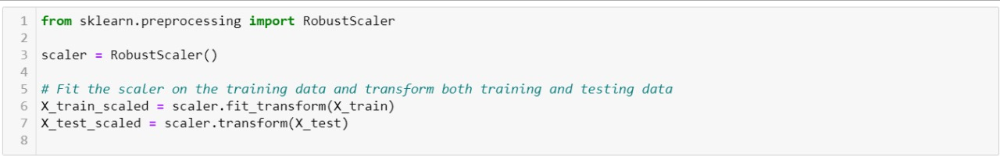 1 from sklearn.preprocessing import RobustScaler
2
3 scaler = RobustScaler()
4
5 # Fit the scaler on the training data and transform both training and testing data
6 X_train_scaled = scaler.fit_transform(X_train)
7 X_test_scaled = scaler.transform(X_test)
8